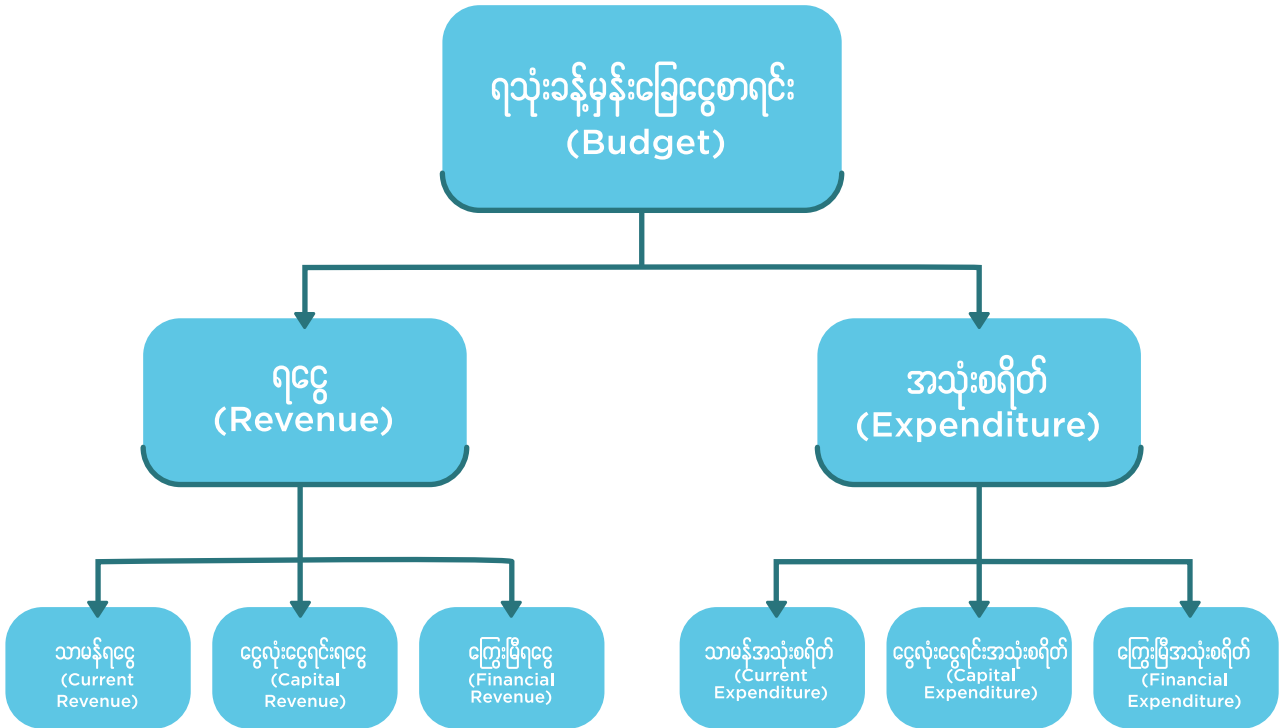 ရသုံးခန့်မှန်းခြေငွေစာရင်း
(Budget)
ရငွေ
(Revenue)
အသုံးစရိတ်
(Expenditure)
သာမန်ရငွေ
(Current
Revenue)
ငွေလုံးငွေရင်းရငွေ
(Capital
Revenue)
ကြွေးမြီရငွေ
(Financial
Revenue)
သာမန်အသုံးစရိတ်
(Current
Expenditure)
ငွေလုံးငွေရင်းအသုံးစရိတ်
(Capital
Expenditure)
ကြွေးမြီအသုံးစရိတ်
(Financial
Expenditure)